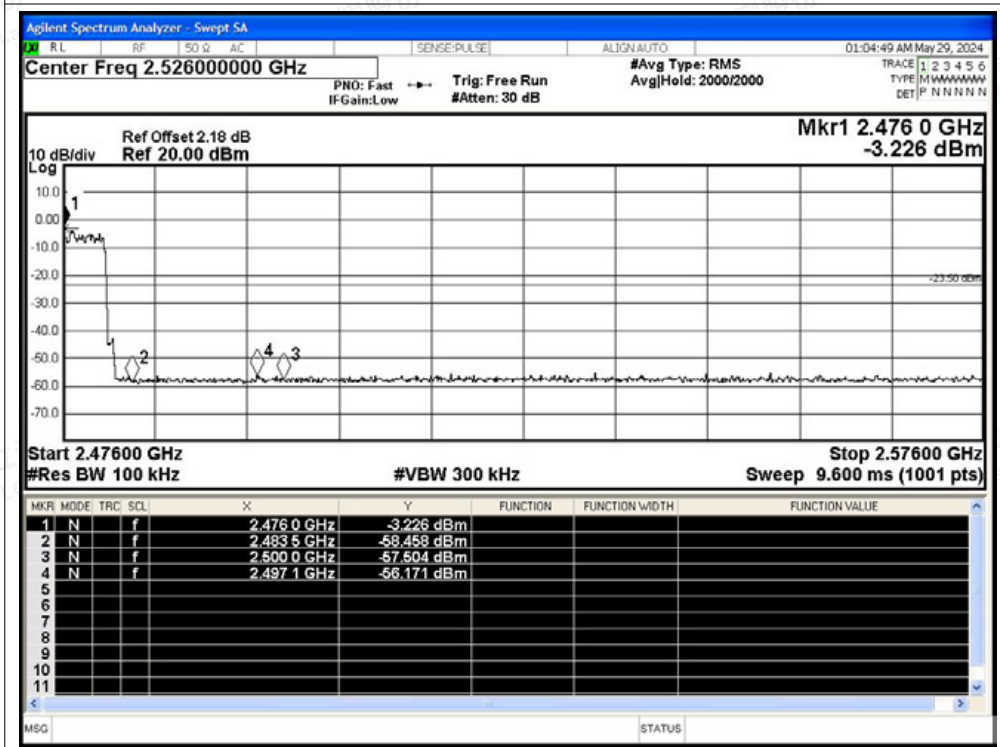 Agilent Spectrum Analyzer - Swept SA
RL RF 50 Ω AC SENSE:PULSE ALIGN AUTO 01:04:49 AM May 29, 2024
Center Freq 2.526000000 GHz
PNO: Fast
IFGain:Low
Trig: Free Run
#Atten: 30 dB
#Avg Type: RMS
Avg|Hold: 2000/2000
TRACE 1 2 3 4 5 6
TYPE M WWWWW
DET P N N N N N
Ref Offset 2.18 dB
10 dB/div Ref 20.00 dBm
Log
Mkr1 2.476 0 GHz
-3.226 dBm
10.0
0.00
-10.0
-20.0
-30.0
-40.0
-50.0
-60.0
-70.0
1
2
4
3
-23.50 dBm
Start 2.47600 GHz Stop 2.57600 GHz
#Res BW 100 kHz #VBW 300 kHz Sweep 9.600 ms (1001 pts)
MKR MODE TRC SCL X Y FUNCTION FUNCTION WIDTH FUNCTION VALUE
1 N f 2.476 0 GHz -3.226 dBm
2 N f 2.483 5 GHz -58.458 dBm
3 N f 2.500 0 GHz -57.504 dBm
4 N f 2.497 1 GHz -56.171 dBm
5
6
7
8
9
10
11
MSG STATUS